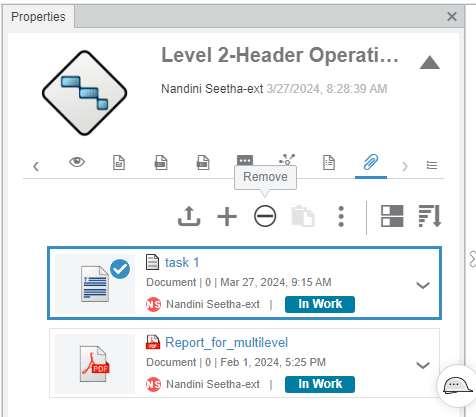 Properties
Level 2-Header Operati...
Nandini Seetha-ext 3/27/2024, 8:28:39 AM
Remove
task 1
Document | 0 | Mar 27, 2024, 9:15 AM
NS Nandini Seetha-ext | In Work
PDF Report_for_multilevel
PDF Document | 0 | Feb 1, 2024, 5:25 PM
NS Nandini Seetha-ext | In Work